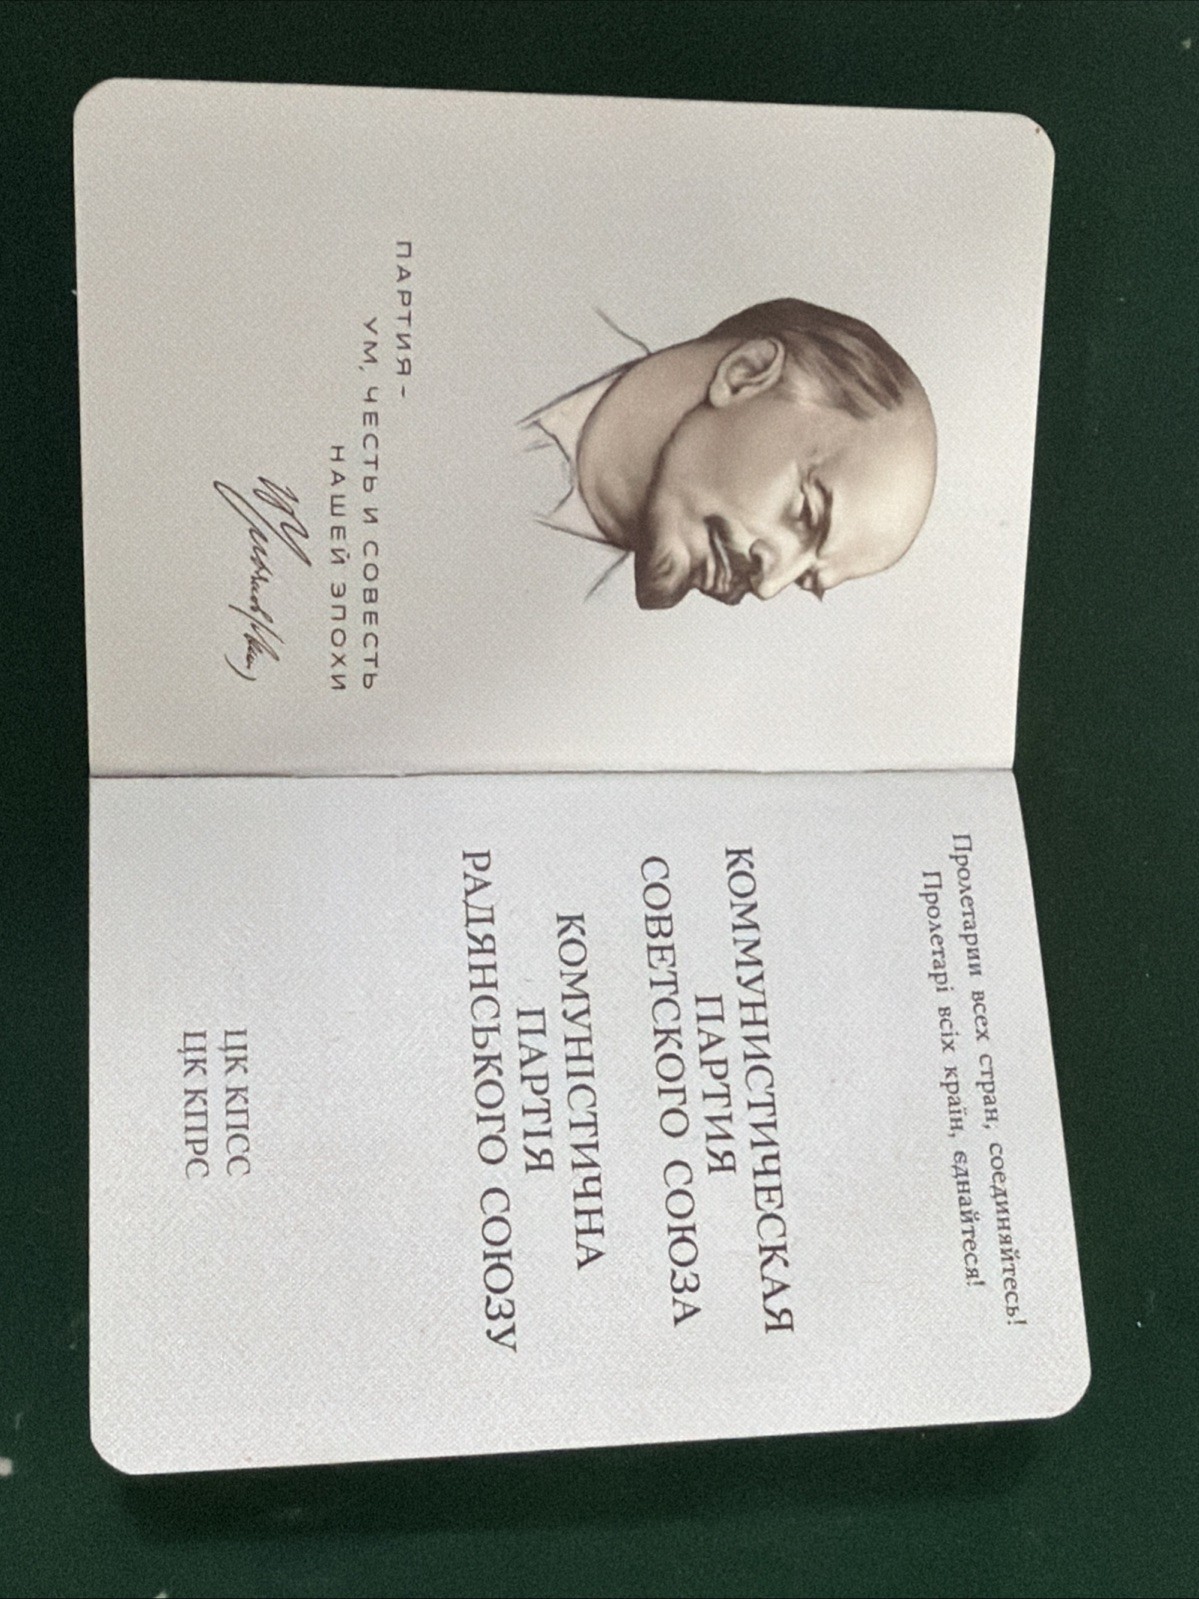 ПАРТИЯ-
УМ, ЧЕСТЬ И СОВЕСТЬ
НАШЕЙ ЭПОХИ
Пролетарии всех стран, соединяйтесь!
Пролетарі всіх країн, єднайтеся!
КОММУНИСТИЧЕСКАЯ
ПАРТИЯ
СОВЕТСКОГО СОЮЗА
КОМУНІСТИЧНА
ПАРТІЯ
РАДЯНСЬКОГО СОЮЗУ
ЦК КПСС
ЦК КПРС